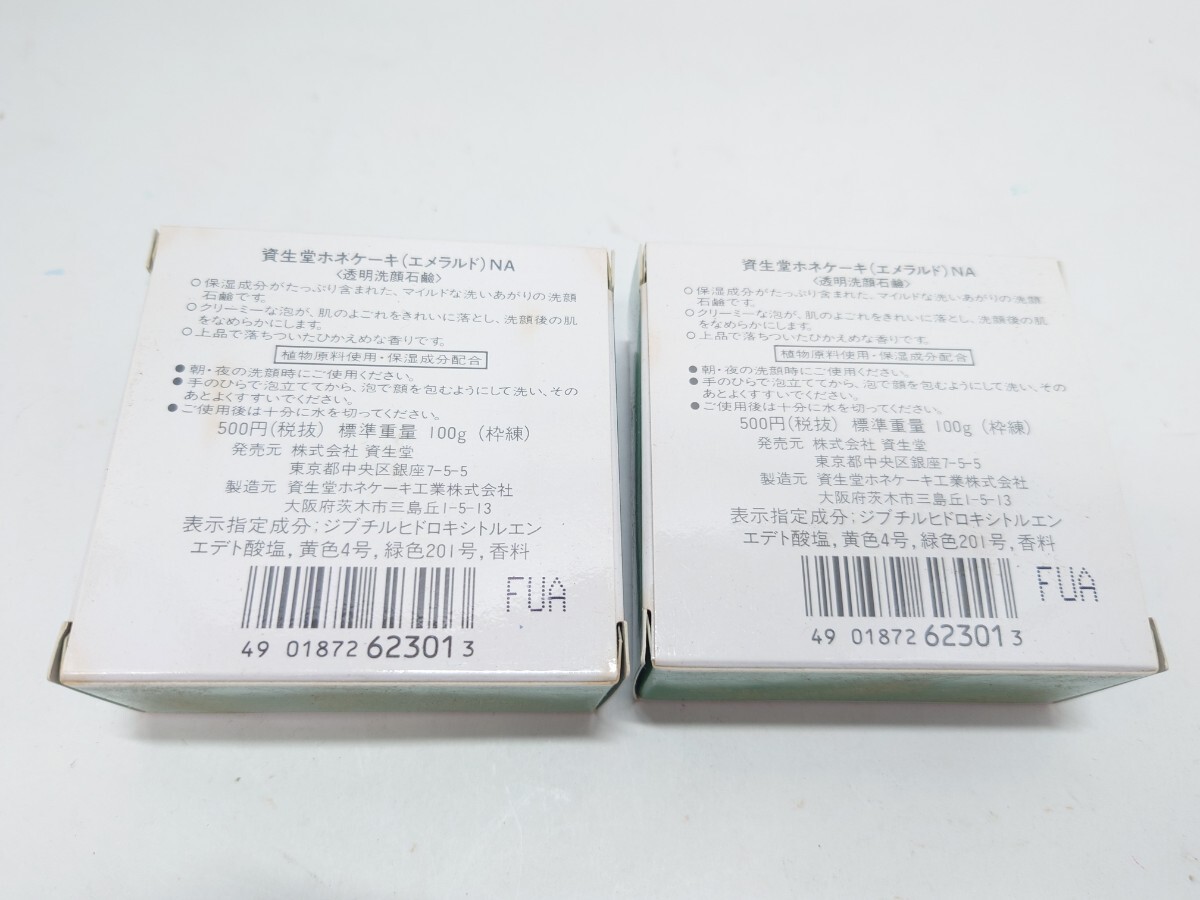 資生堂ホネケーキ(エメラルド)NA
〈透明洗顔石鹸〉
○保湿成分がたっぷり含まれた、マイルドな洗いあがりの洗顔
石鹸です。
○クリーミーな泡が、肌のよごれをきれいに落とし、洗顔後の肌
をなめらかにします。
○上品で落ちついたひかえめな香りです。
植物原料使用・保湿成分配合
●朝・夜の洗顔時にご使用ください。
●手のひらで泡立ててから、泡で顔を包むようにして洗い、その
あとよくすすいでください。
●ご使用後は十分に水を切ってください。
500円(税抜) 標準重量 100g (枠練)
発売元 株式会社 資生堂
東京都中央区銀座7-5-5
製造元 資生堂ホネケーキ工業株式会社
大阪府茨木市三島丘1-5-13
表示指定成分;ジブチルヒドロキシトルエン
エデト酸塩,黄色4号,緑色201号,香料
FUA
49 01872 62301 3
資生堂ホネケーキ(エメラルド)NA
〈透明洗顔石鹸〉
○保湿成分がたっぷり含まれた、マイルドな洗いあがりの洗顔
石鹸です。
○クリーミーな泡が、肌のよごれをきれいに落とし、洗顔後の肌
をなめらかにします。
○上品で落ちついたひかえめな香りです。
植物原料使用・保湿成分配合
●朝・夜の洗顔時にご使用ください。
●手のひらで泡立ててから、泡で顔を包むようにして洗い、その
あとよくすすいでください。
●ご使用後は十分に水を切ってください。
500円(税抜) 標準重量 100g (枠練)
発売元 株式会社 資生堂
東京都中央区銀座7-5-5
製造元 資生堂ホネケーキ工業株式会社
大阪府茨木市三島丘1-5-13
表示指定成分;ジブチルヒドロキシトルエン
エデト酸塩,黄色4号,緑色201号,香料
FUA
49 01872 62301 3